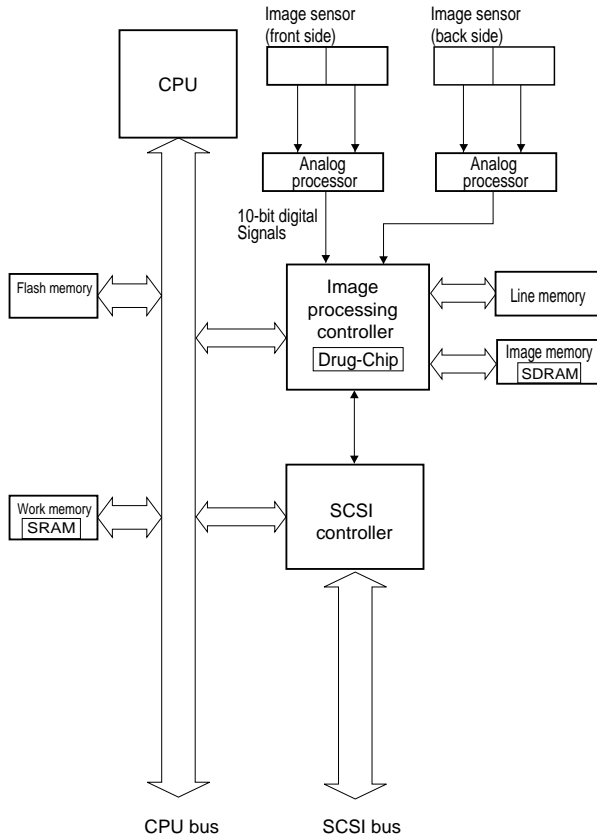 Image sensor
(front side)
Image sensor
(back side)
CPU
Analog
processor
Analog
processor
10-bit digital
Signals
Flash memory
Image
processing
controller
Drug-Chip
Line memory
Image memory
SDRAM
Work memory
SRAM
SCSI
controller
CPU bus
SCSI bus